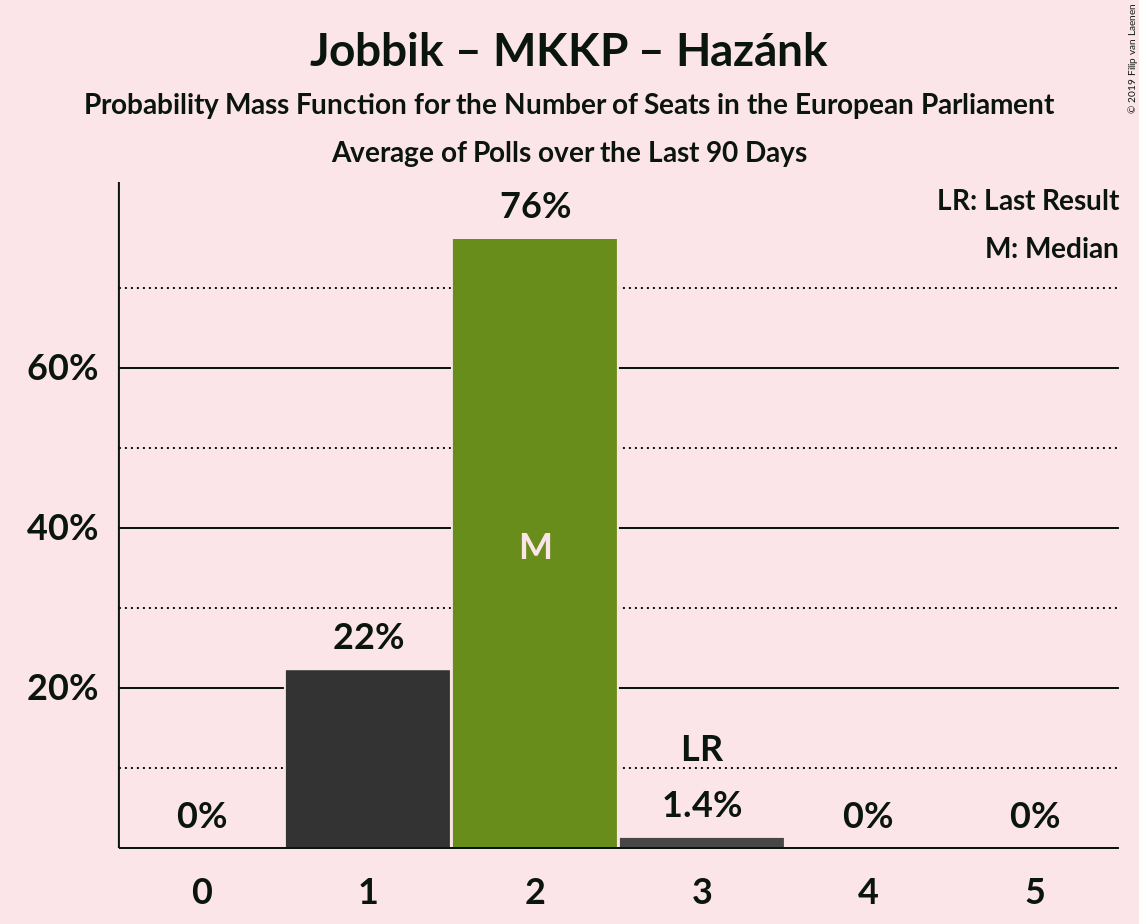 Jobbik – MKKP – Hazánk
Probability Mass Function for the Number of Seats in the European Parliament
Average of Polls over the Last 90 Days
© 2019 Filip van Laenen
LR: Last Result
M: Median
76%
60%
40%
M
22%
20%
LR
0%
1.4%
0%
0%
0
1
2
3
4
5